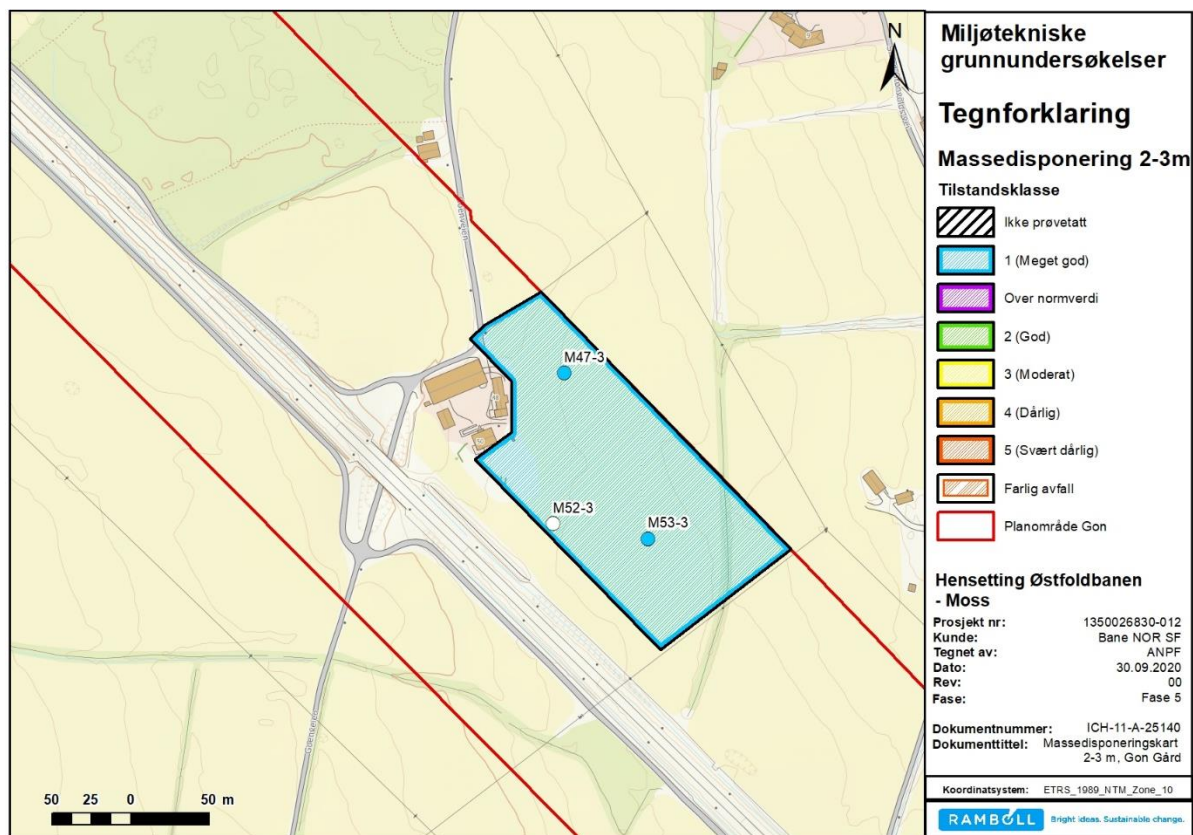 N
Guenveien
M47-3
M52-3
M53-3
50 25 0 50 m
Miljøtekniske
grunnundersøkelser
Tegnforklaring
Massedisponering 2-3m
Tilstandsklasse
Ikke prøvetatt
1 (Meget god)
Over normverdi
2 (God)
3 (Moderat)
4 (Dårlig)
5 (Svært dårlig)
Farlig avfall
Planområde Gon
Hensetting Østfoldbanen
- Moss
Prosjekt nr: 1350026830-012
Kunde: Bane NOR SF
Tegnet av: ANPF
Dato: 30.09.2020
Rev: 00
Fase: Fase 5
Dokumentnummer: ICH-11-A-25140
Dokumenttittel: Massedisponeringskart
2-3 m, Gon Gård
Koordinatsystem: ETRS_1989_NTM_Zone_10
RAMBOLL Bright ideas. Sustainable change.